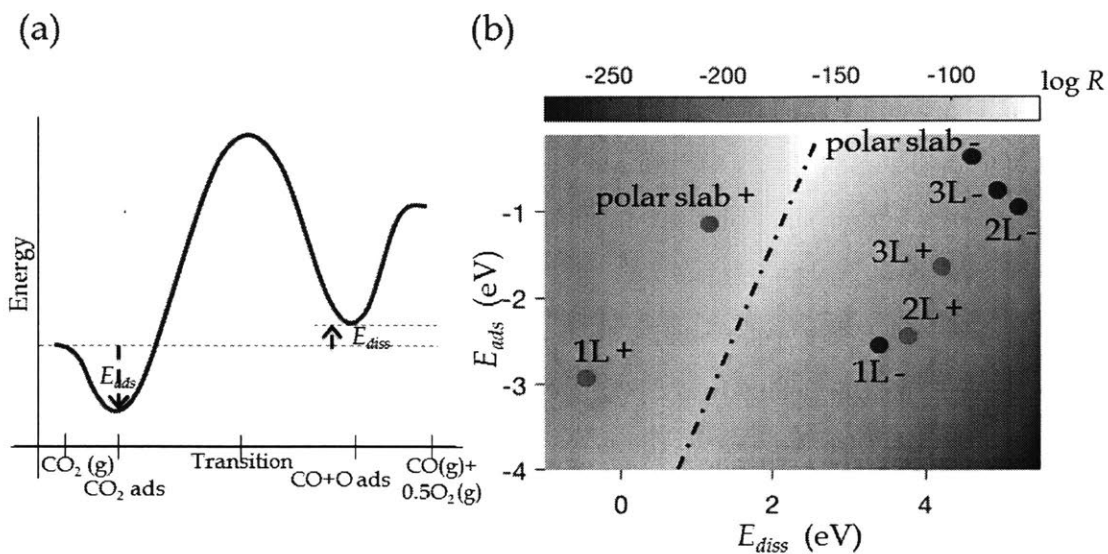 (a)
Energy
E_ads
E_diss
CO₂ (g)
CO₂ ads
Transition
CO+O ads
CO(g)+
0.5O₂(g)
(b)
-250 -200 -150 -100 log R
polar slab -
polar slab +
3L -
2L -
3L +
2L +
1L +
1L -
-1
-2
-3
-4
E_ads (eV)
0 2 4
E_diss (eV)